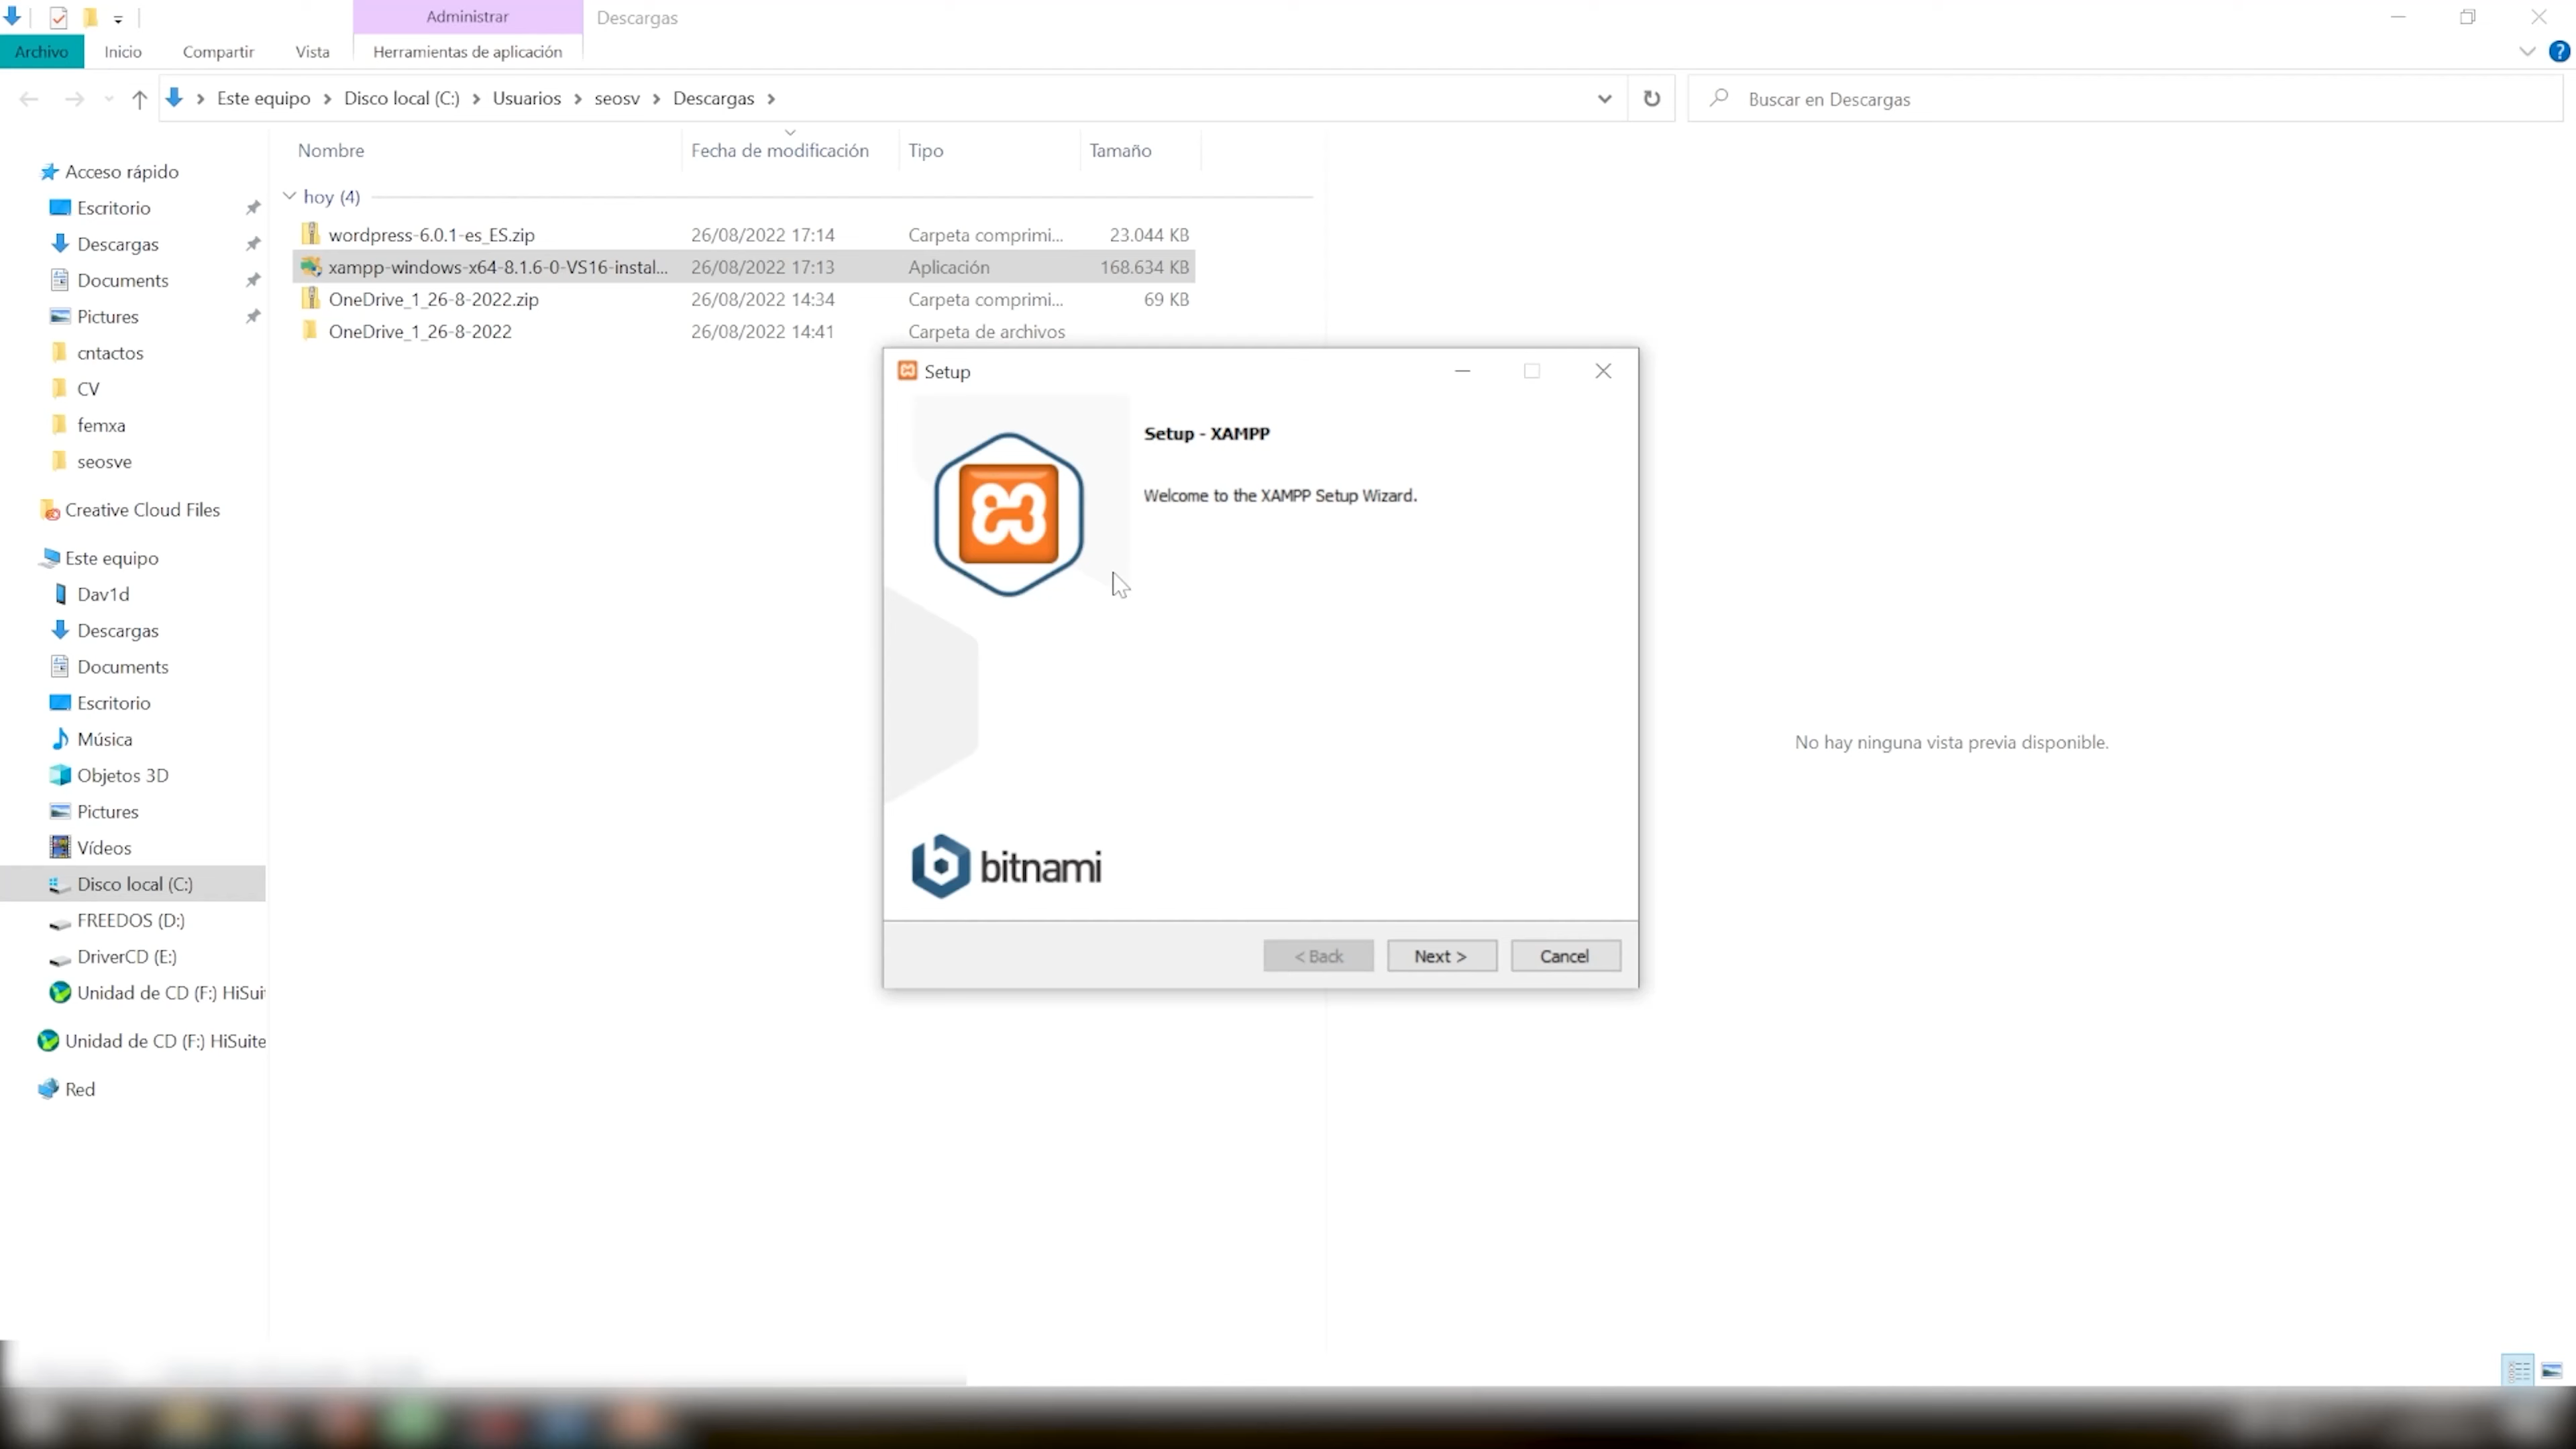 Administrar
Descargas
Archivo
Inicio
Compartir
Vista
Herramientas de aplicación
Este equipo > Disco local (C:) > Usuarios > seosv > Descargas >
Buscar en Descargas
Nombre
Fecha de modificación
Tipo
Tamaño
hoy (4)
wordpress-6.0.1-es_ES.zip 26/08/2022 17:14 Carpeta comprimi... 23.044 KB
xampp-windows-x64-8.1.6-0-VS16-instal... 26/08/2022 17:13 Aplicación 168.634 KB
OneDrive_1_26-8-2022.zip 26/08/2022 14:34 Carpeta comprimi... 69 KB
OneDrive_1_26-8-2022 26/08/2022 14:41 Carpeta de archivos
Acceso rápido
Escritorio
Descargas
Documents
Pictures
cntactos
CV
femxa
seosve
Creative Cloud Files
Este equipo
Dav1d
Descargas
Documents
Escritorio
Música
Objetos 3D
Pictures
Vídeos
Disco local (C:)
FREEDOS (D:)
DriverCD (E:)
Unidad de CD (F:) HiSui
Unidad de CD (F:) HiSuite
Red
Setup
Setup - XAMPP
Welcome to the XAMPP Setup Wizard.
bitnami
< Back
Next >
Cancel
No hay ninguna vista previa disponible.